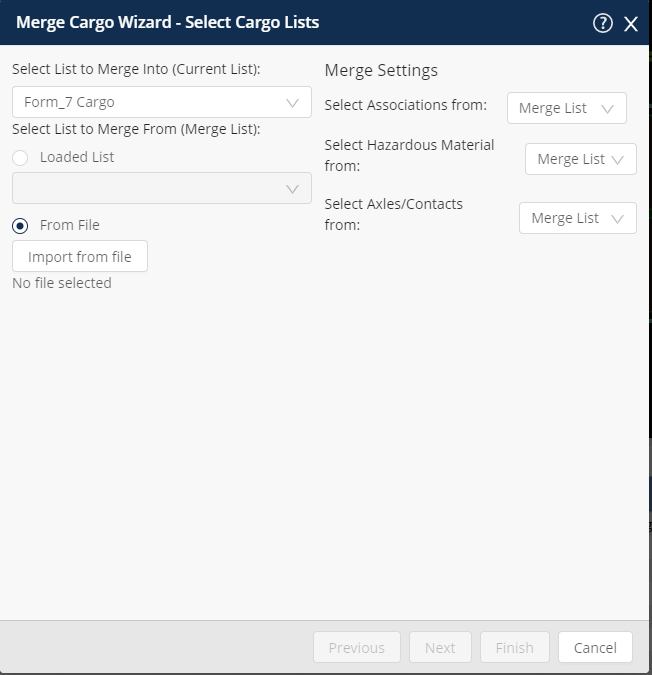 Merge Cargo Wizard - Select Cargo Lists
Select List to Merge Into (Current List):
Form_7 Cargo
Select List to Merge From (Merge List):
Loaded List
From File
Import from file
No file selected
Merge Settings
Select Associations from:
Merge List
Select Hazardous Material
from:
Merge List
Select Axles/Contacts
from:
Merge List
Previous
Next
Finish
Cancel